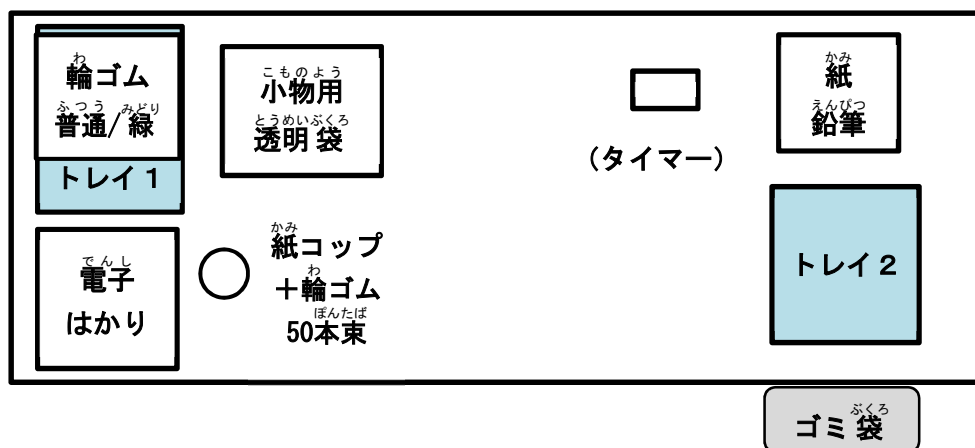 わ
輪ゴム
ふつう みどり
普通/緑
トレイ1
こものよう
小物用
とうめいぶくろ
透明袋
(タイマー)
かみ
紙
えんぴつ
鉛筆
でんし
電子
はかり
かみ
紙コップ
わ
+輪ゴム
ぽんたば
50本束
トレイ2
ぶくろ
ゴミ袋